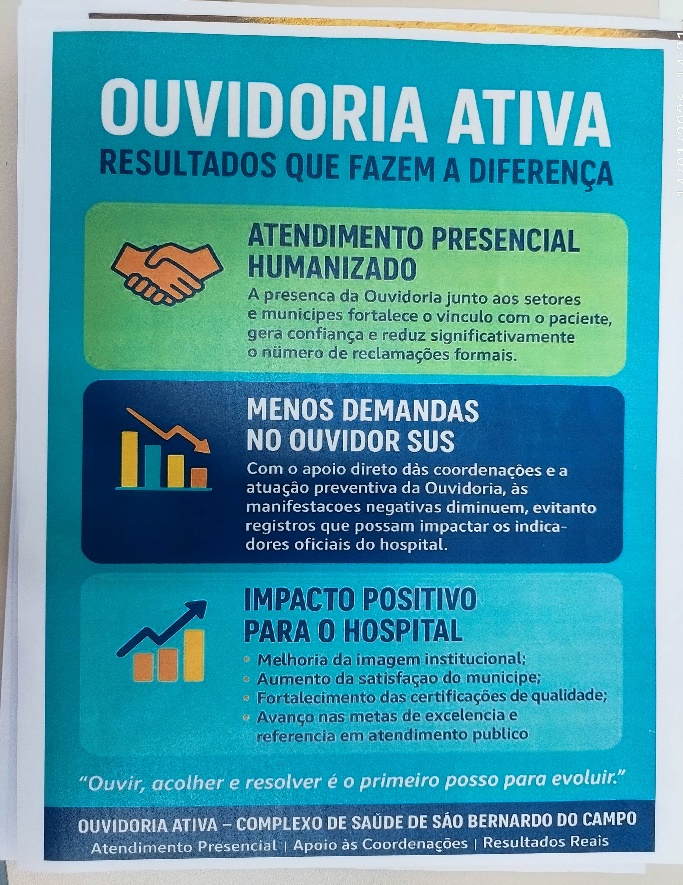 OUVIDORIA ATIVA
RESULTADOS QUE FAZEM A DIFERENÇA
ATENDIMENTO PRESENCIAL
HUMANIZADO
A presenca da Ouvidoria junto aos setores
e munícipes fortalece o vínculo com o pacieite,
gera confiança e reduz significativamente
o número de reclamações formais.
MENOS DEMANDAS
NO OUVIDOR SUS
Com o apoio direto dàs coordenações e a
atuação preventiva da Ouvidoria, às
manifestacoes negativas diminuem, evitanto
registros que possam impactar os indica-
dores oficiais do hospital.
IMPACTO POSITIVO
PARA O HOSPITAL
• Melhoria da imagem institucional;
• Aumento da satisfaçao do municipe;
• Fortalecimento das certificações de qualidade;
• Avanço nas metas de excelencia e
referencia em atendimento publico
“Ouvir, acolher e resolver é o primeiro posso para evoluir.”
OUVIDORIA ATIVA – COMPLEXO DE SAÚDE DE SÃO BERNARDO DO CAMPO
Atendimento Presencial | Apoio às Coordenações | Resultados Reais